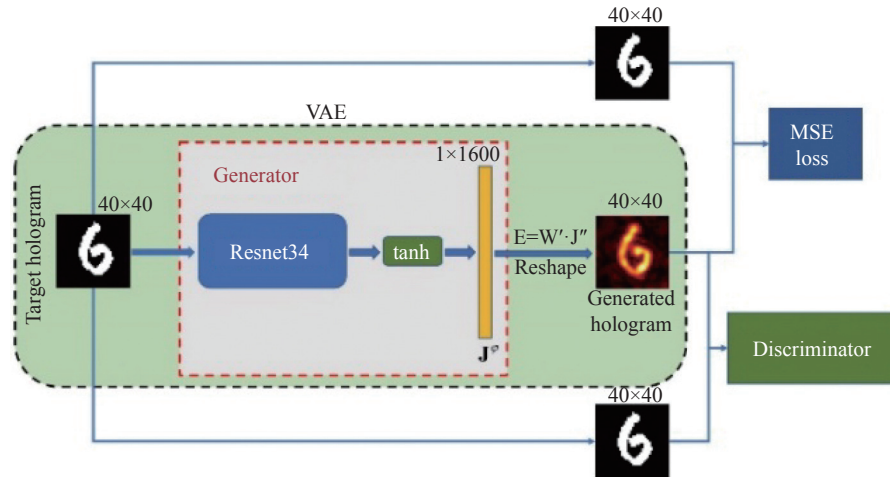 40×40
VAE
MSE
loss
Target hologram
40×40
Generator
1×1600
Resnet34
tanh
E=W′·J″
Reshape
40×40
Generated
hologram
Discriminator
40×40